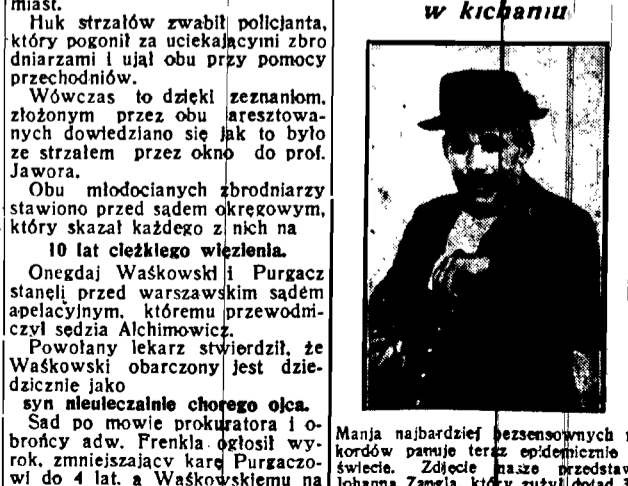 miast.
Huk strzałów zwabił policjanta,
który pogonił za uciekającymi zbro
dniarzami i ujął obu przy pomocy
przechodniów.
Wówczas to dzięki zeznaniom,
złożonym przez obu aresztowa-
nych dowiedziano się jak to było
ze strzałem przez okno do prof.
Jawora.
Obu młodocianych zbrodniarzy
stawiono przed sądem okręgowym,
który skazał każdego z nich na
10 lat ciężkiego więzienia.
Onegdaj Waśkowski i Purgacz
stanęli przed warszawskim sądem
apelacyjnym, któremu przewodni-
czył sędzia Alchimowicz.
Powołany lekarz stwierdził, że
Waśkowski obarczony jest dzie-
dzicznie jako
syn nieuleczalnie chorego ojca.
Sąd po mowie prokuratora i o-
brońcy adw. Frenkla ogłosił wy-
rok, zmniejszający karę Purgaczo-
wi do 4 lat, a Waśkowskiemu na
w kichaniu
Manja najbardziej bezsensownych
kordów panuje teraz epidemicznie
świecie. Zdjęcie nasze przedstaw
Johanna Zangla, który zużył dotąd